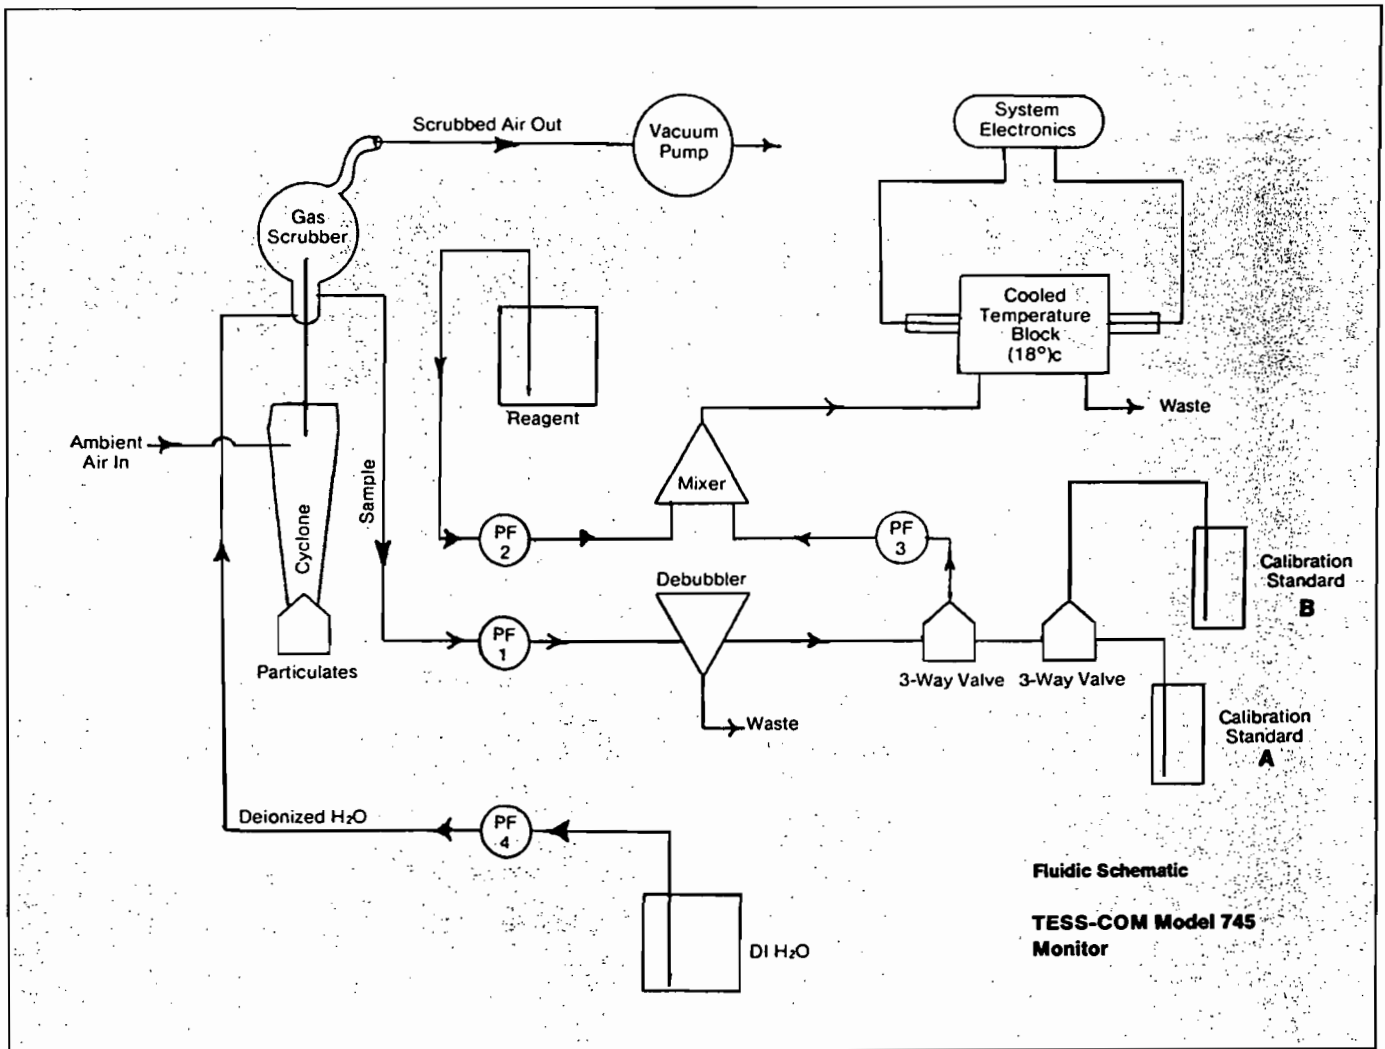 Scrubbed Air Out
Vacuum
Pump
System
Electronics
Gas
Scrubber
Cooled
Temperature
Block
(18°)c
Reagent
Waste
Ambient
Air In
Sample
Cyclone
Mixer
PF
2
PF
3
Calibration
Standard
B
Debubbler
PF
1
Particulates
3-Way Valve
3-Way Valve
Waste
Calibration
Standard
A
Deionized H₂O
PF
4
DI H₂O
Fluidic Schematic
TESS-COM Model 745
Monitor